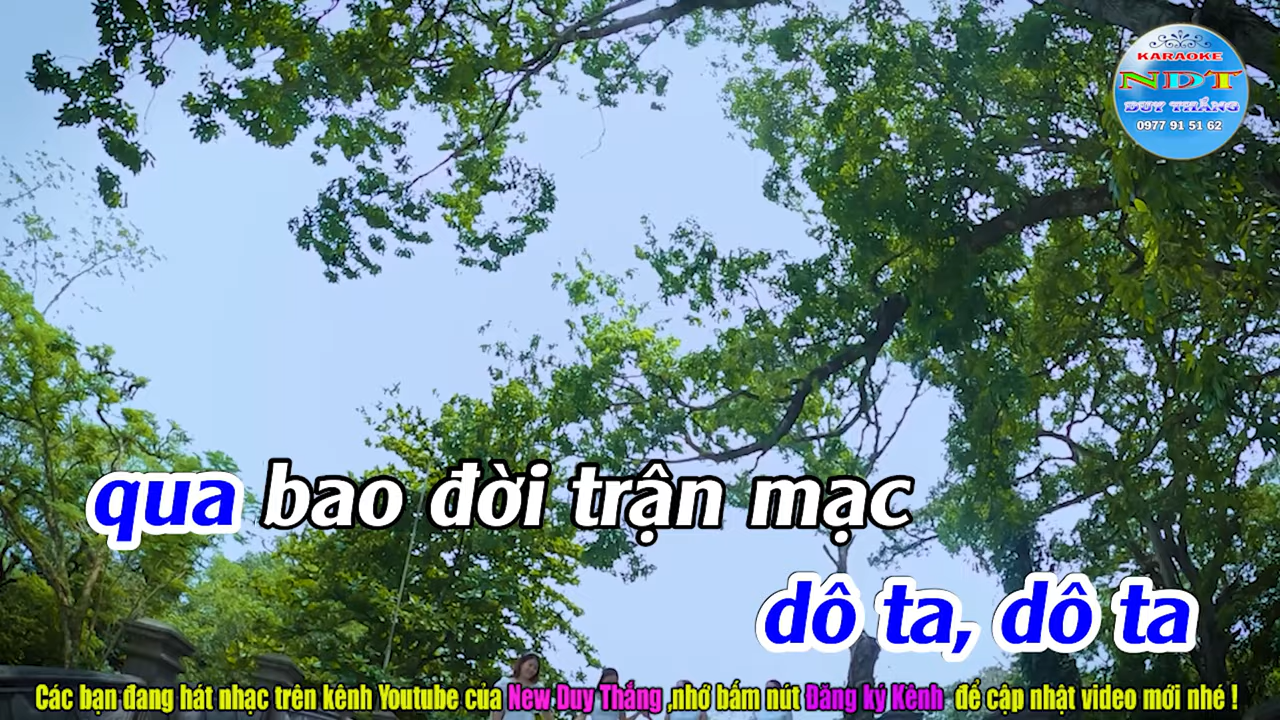 KARAOKE
NDT
DUY THẮNG
0977 91 51 62
qua bao đời trận mạc
dô ta, dô ta
Các bạn đang hát nhạc trên kênh Youtube của New Duy Thắng ,nhớ bấm nút Đăng ký Kênh để cập nhật video mới nhé !